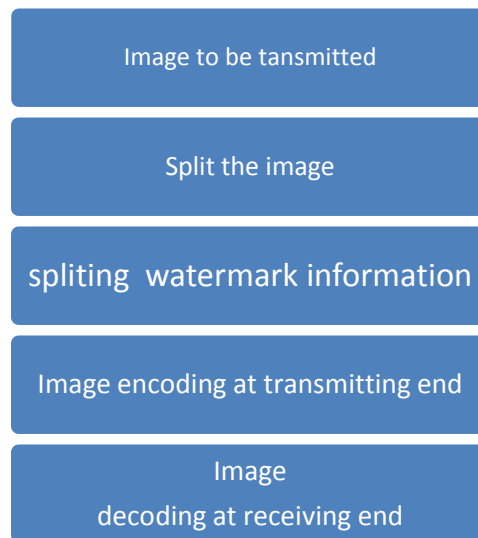 Image to be tansmitted
Split the image
spliting  watermark information
Image encoding at transmitting end
Image
decoding at receiving end